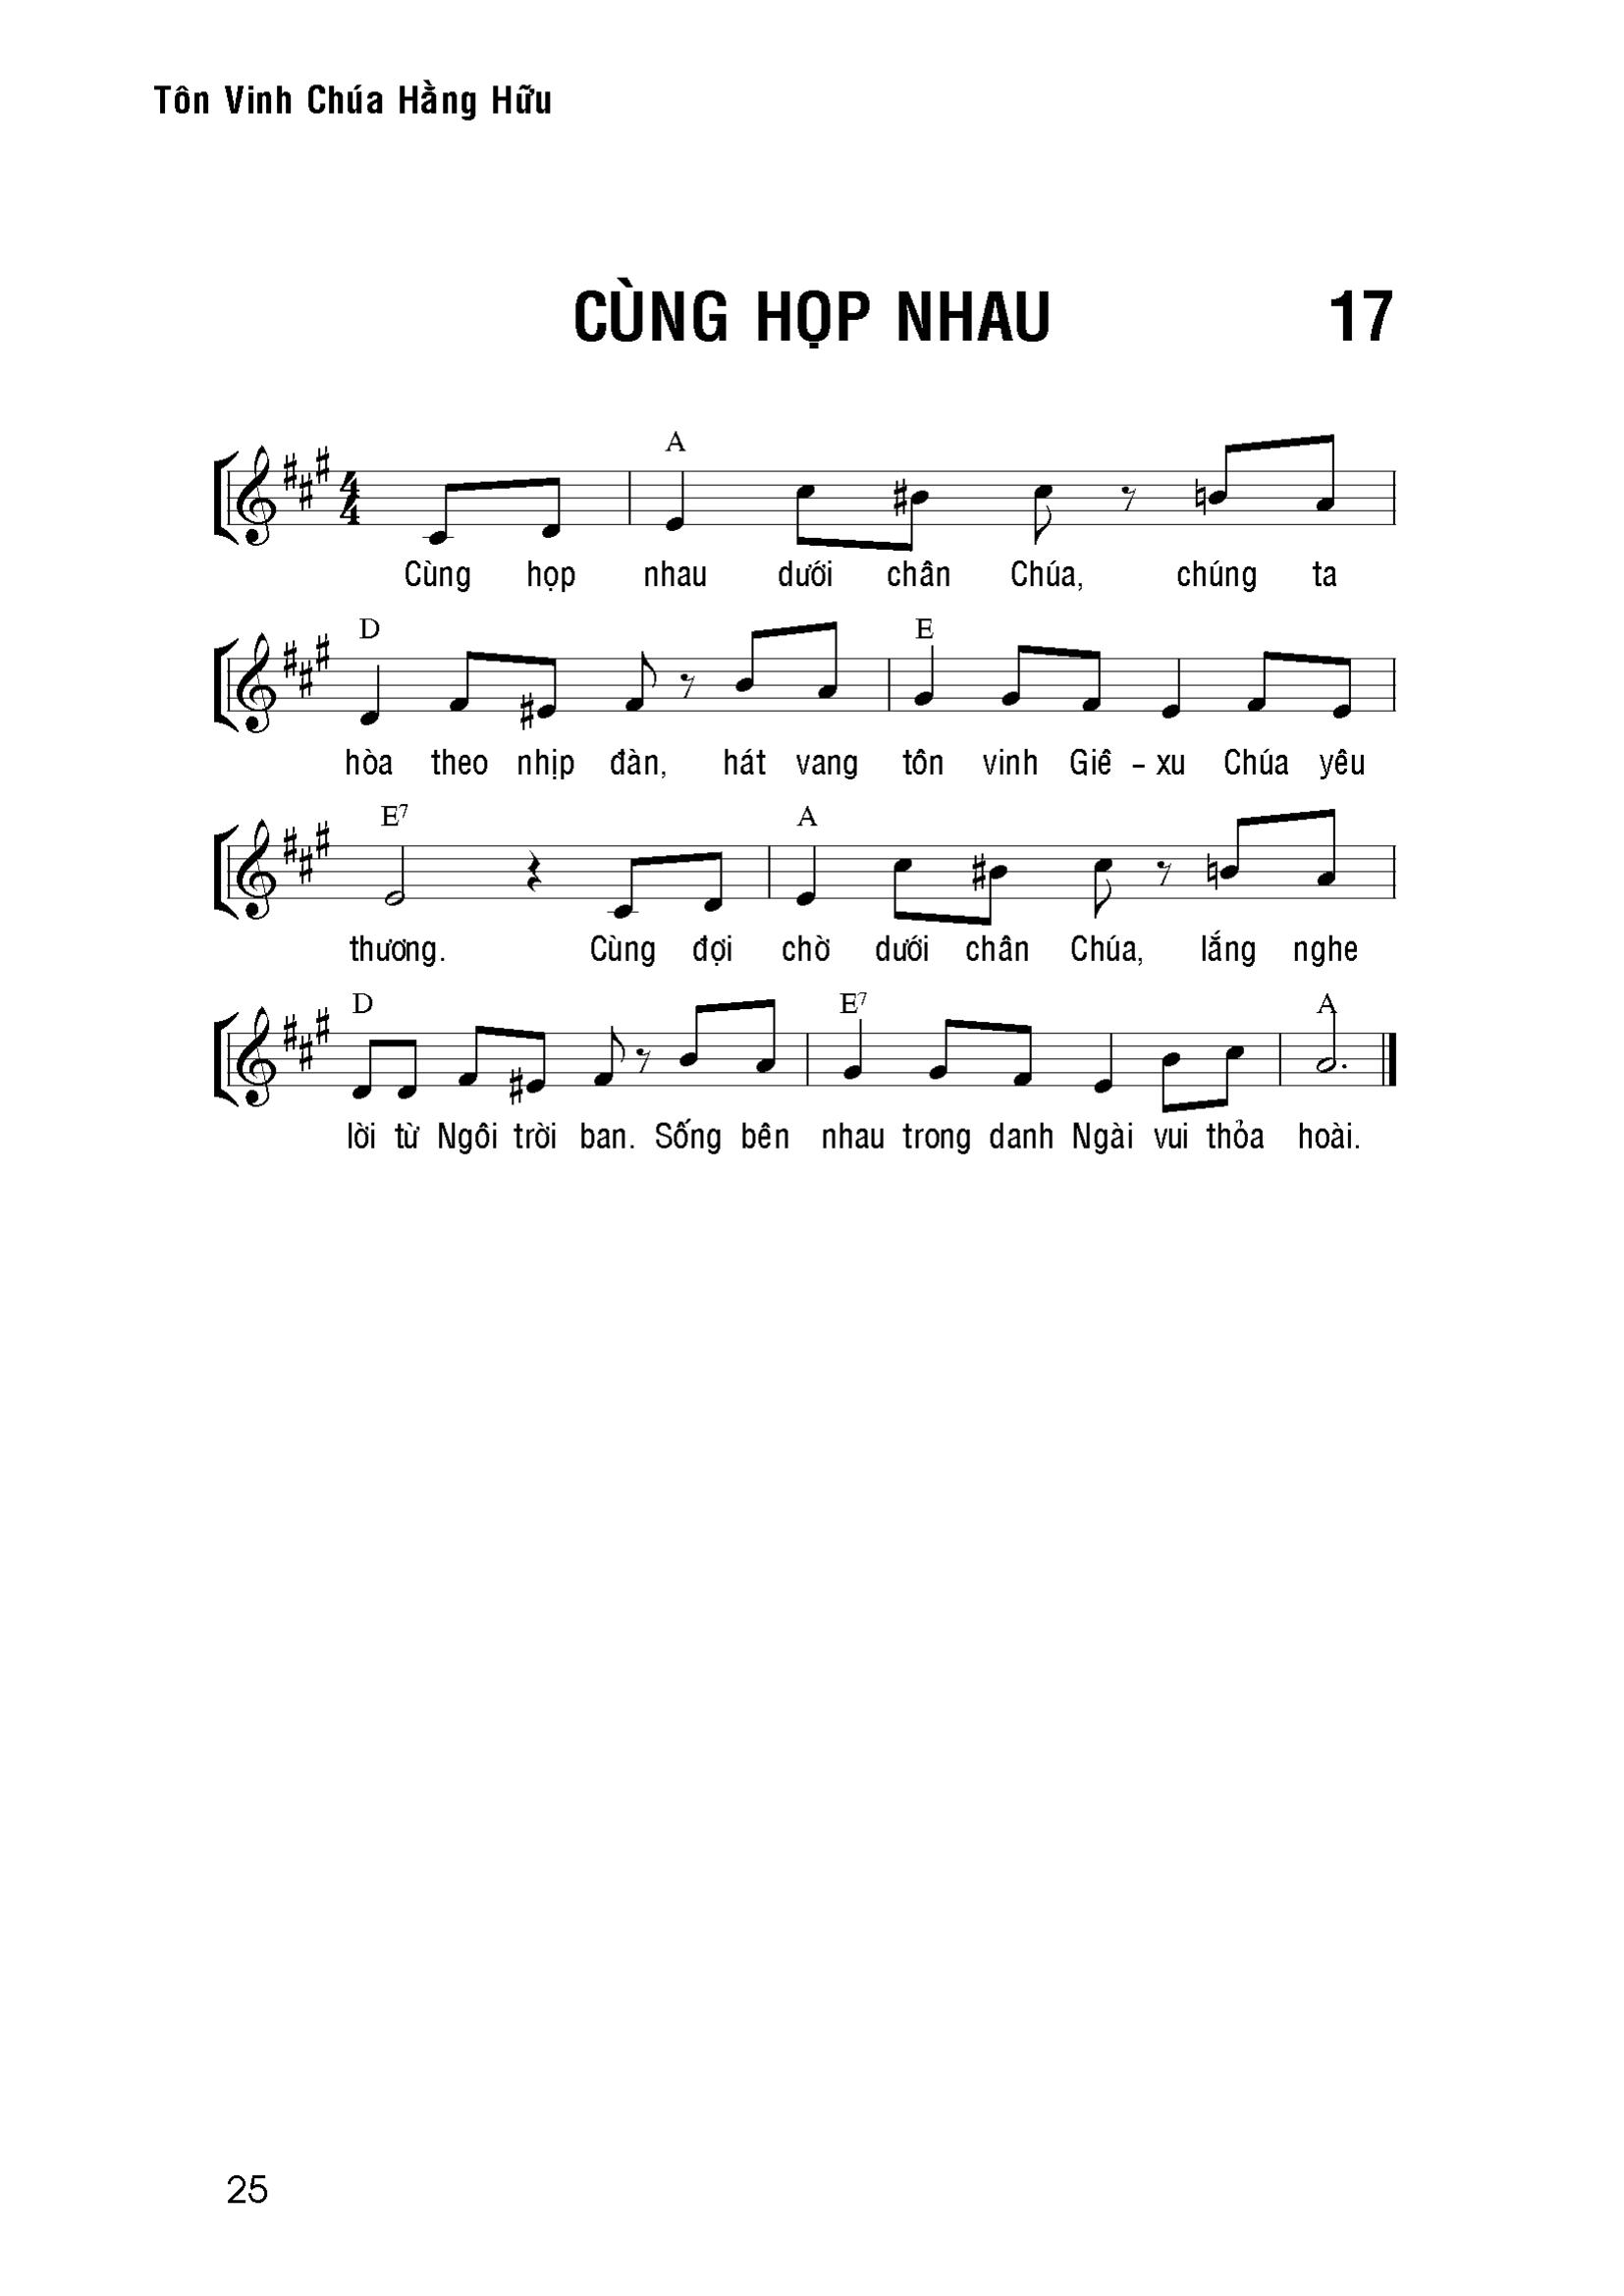 Tôn Vinh Chúa Hằng Hữu
CÙNG HỌP NHAU 17
A
Cùng họp nhau dưới chân Chúa, chúng ta
D E
hòa theo nhịp đàn, hát vang tôn vinh Giê - xu Chúa yêu
E7 A
thương. Cùng đợi chờ dưới chân Chúa, lắng nghe
D E7 A
lời từ Ngôi trời ban. Sống bên nhau trong danh Ngài vui thỏa hoài.
25